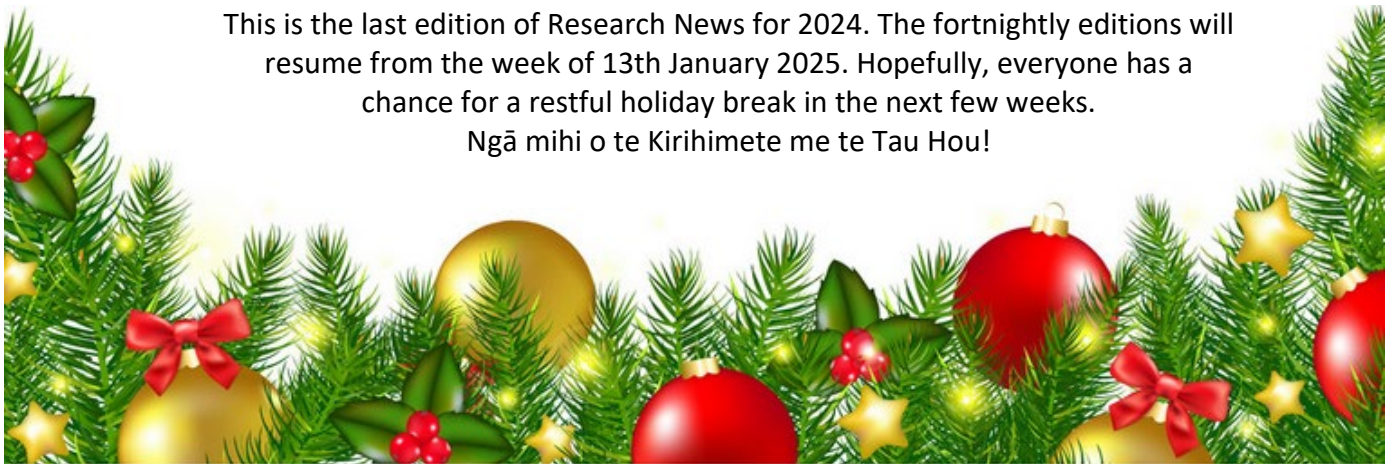 This is the last edition of Research News for 2024. The fortnightly editions will
resume from the week of 13th January 2025. Hopefully, everyone has a
chance for a restful holiday break in the next few weeks.
Ngā mihi o te Kirihimete me te Tau Hou!